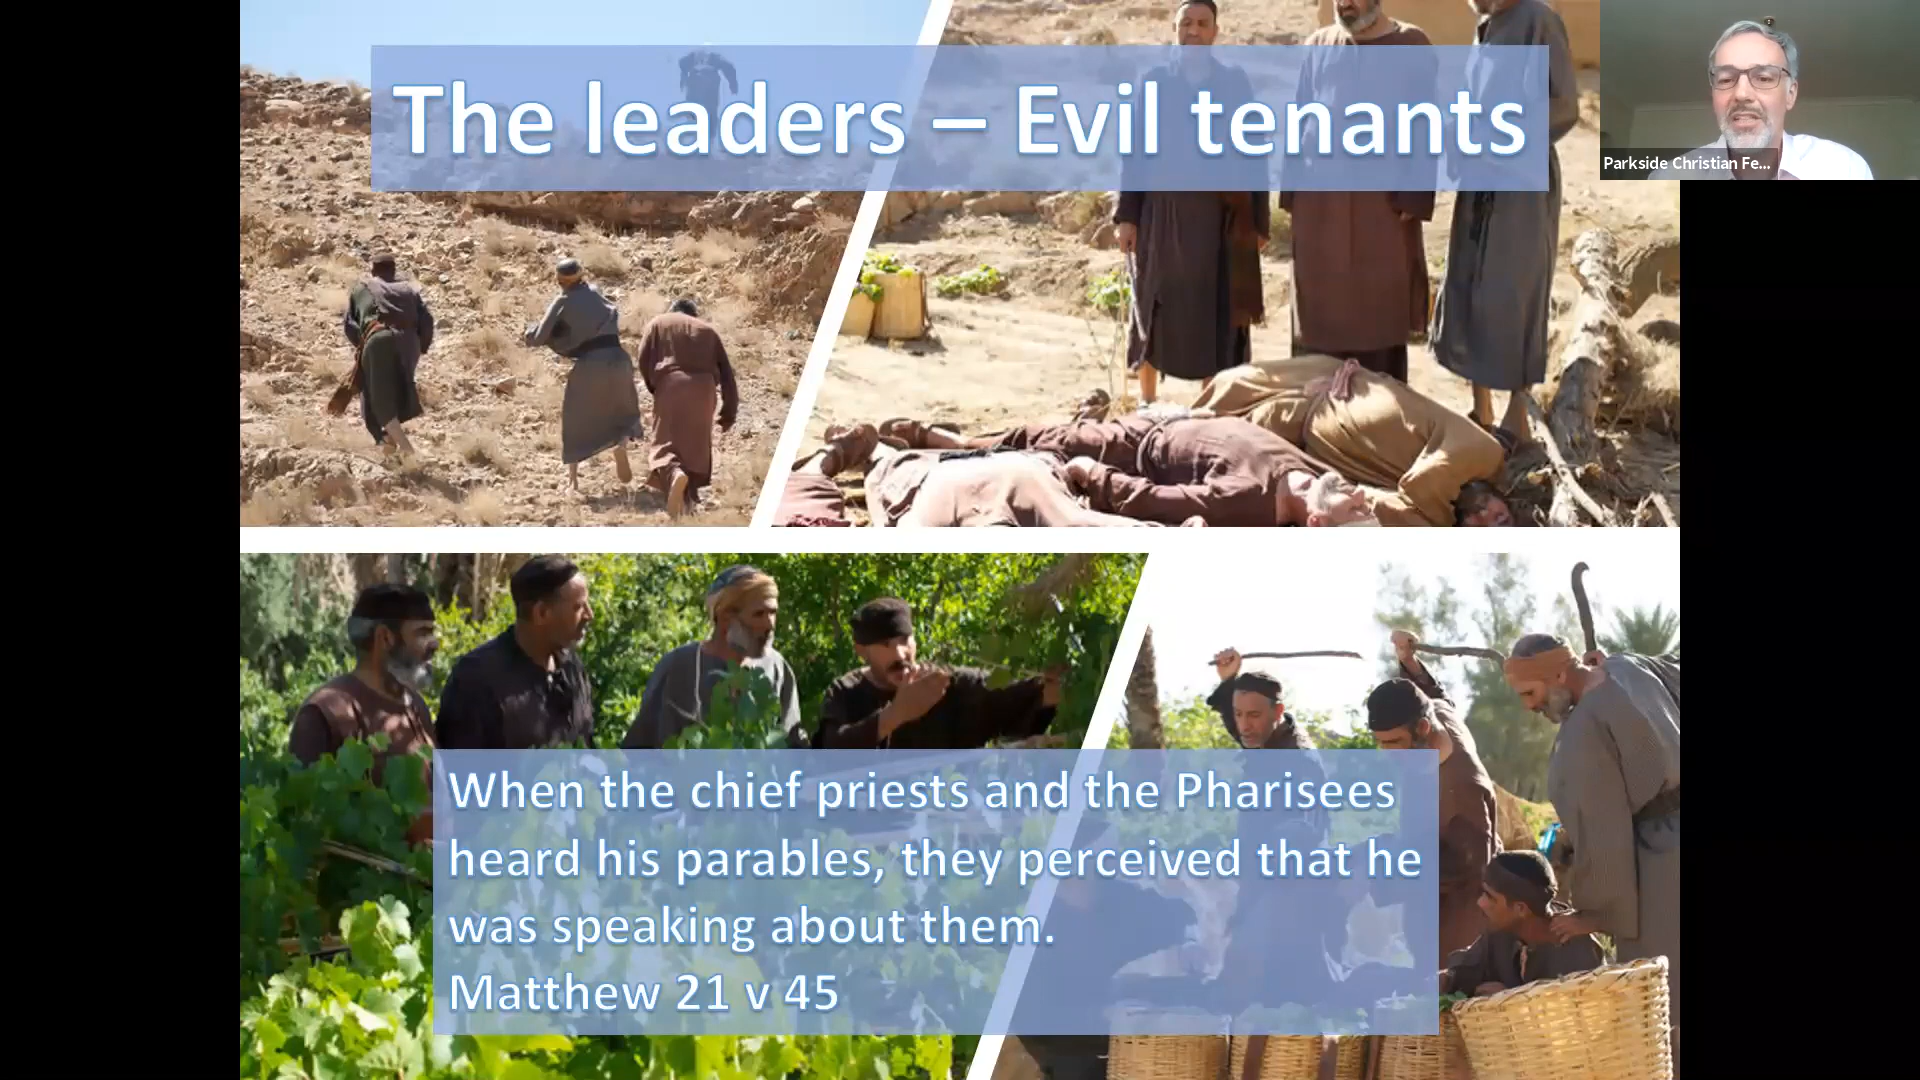 The leaders – Evil tenants
Parkside Christian Fe...
When the chief priests and the Pharisees
heard his parables, they perceived that he
was speaking about them.
Matthew 21 v 45